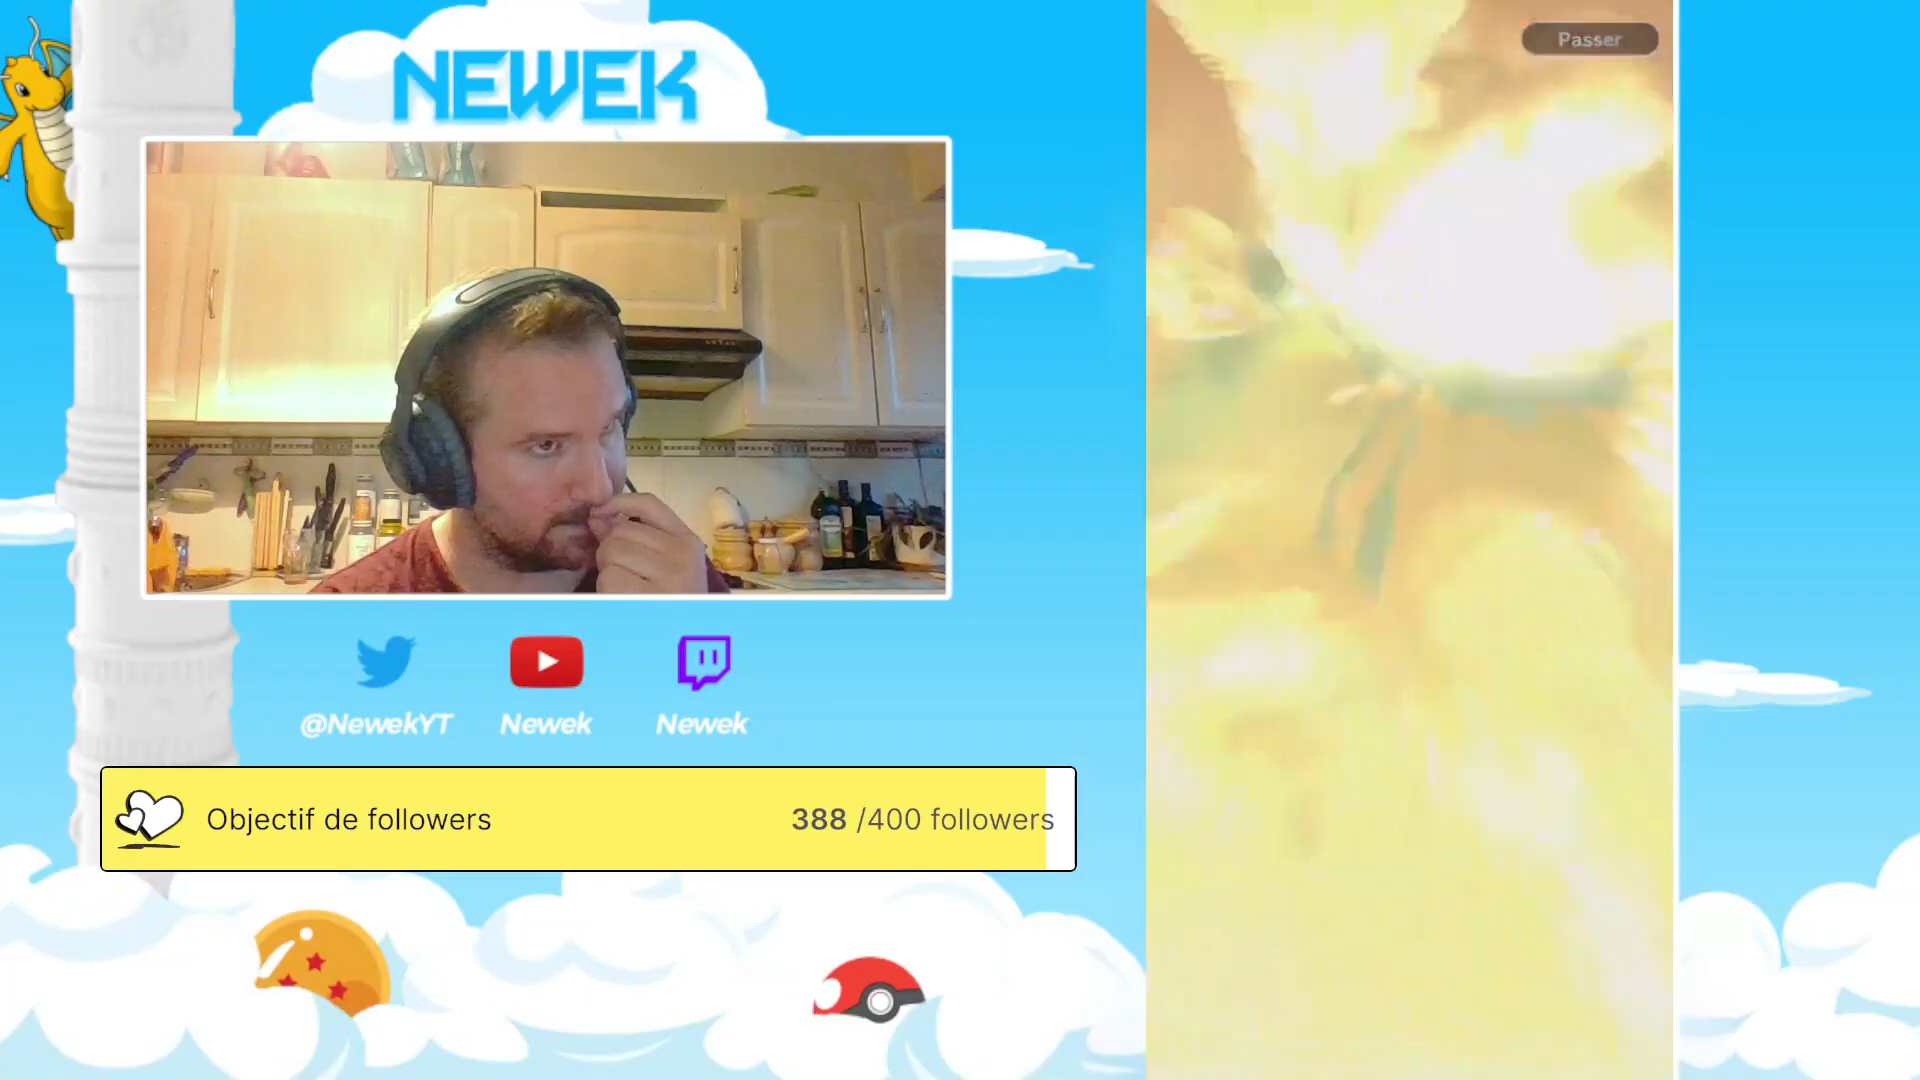 NEWEK
Passer
@NewekYT
Newek
Newek
Objectif de followers
388 /400 followers